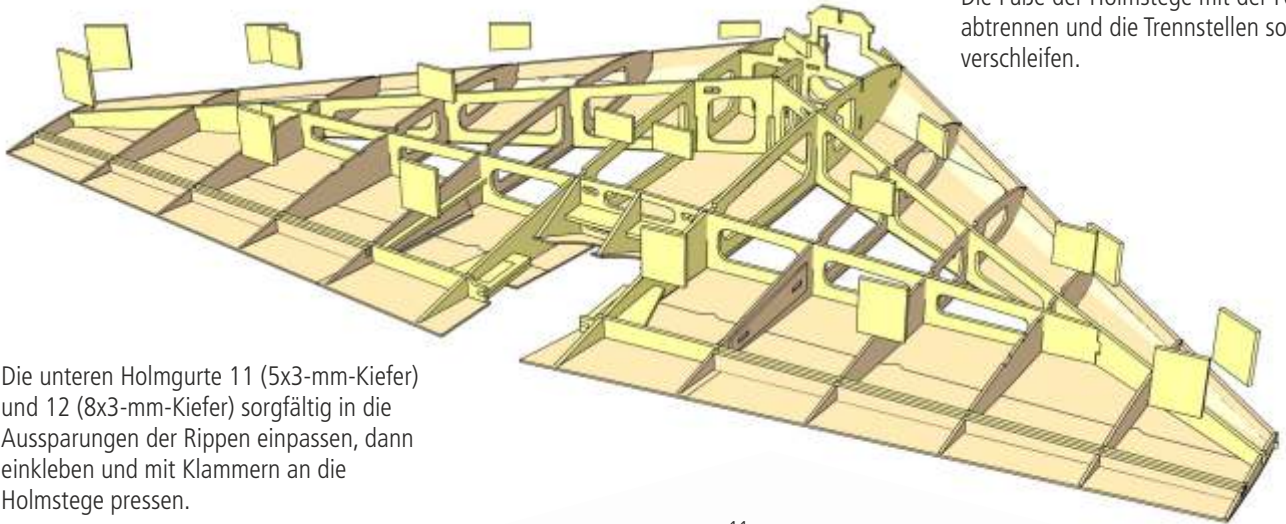 Die Füße der Holmstege mit der
abtrennen und die Trennstellen
verschleifen.
Die unteren Holmgurte 11 (5x3-mm-Kiefer)
und 12 (8x3-mm-Kiefer) sorgfältig in die
Aussparungen der Rippen einpassen, dann
einkleben und mit Klammern an die
Holmstege pressen.